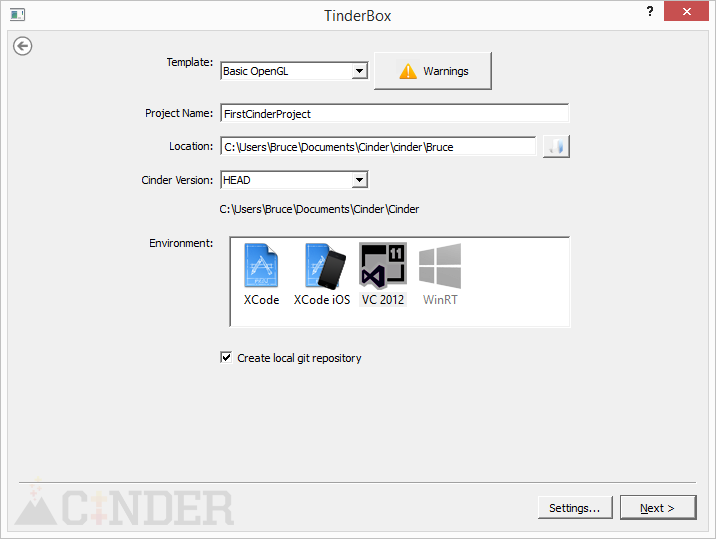 TinderBox
?
Template:
Basic OpenGL
Warnings
Project Name:
FirstCinderProject
Location:
C:\Users\Bruce\Documents\Cinder\cinder\Bruce
Cinder Version:
HEAD
C:\Users\Bruce\Documents\Cinder\Cinder
Environment:
11
XCode
XCode iOS
VC 2012
WinRT
Create local git repository
CINDER
Settings...
Next >